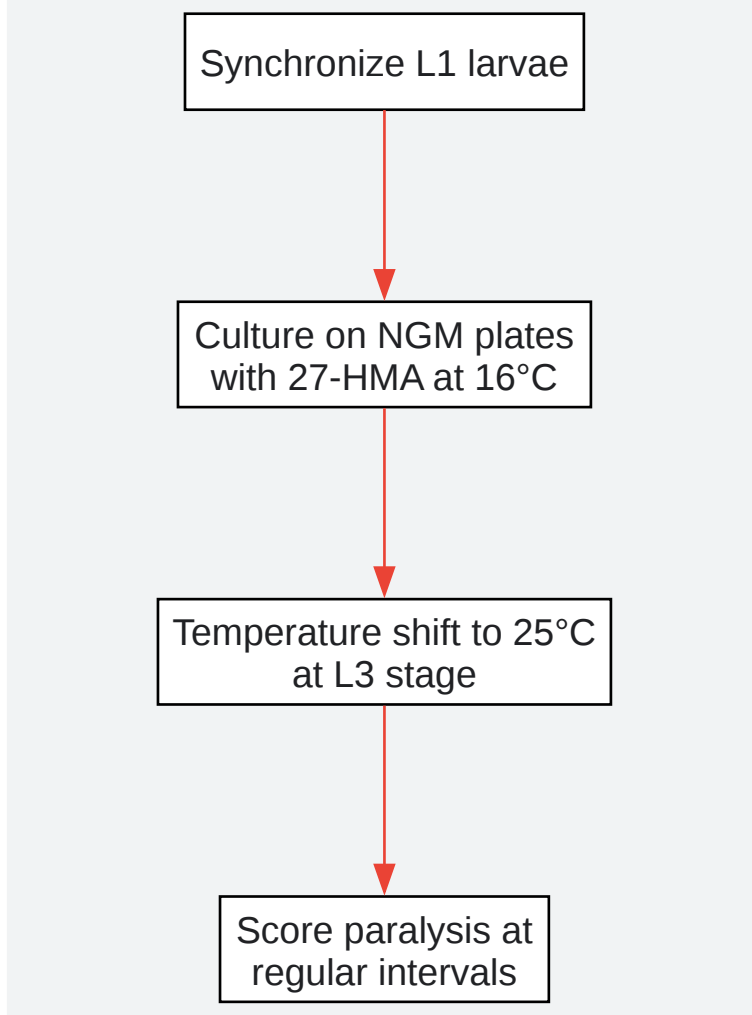 Synchronize L1 larvae
Culture on NGM plates
with 27-HMA at 16°C
Temperature shift to 25°C
at L3 stage
Score paralysis at
regular intervals